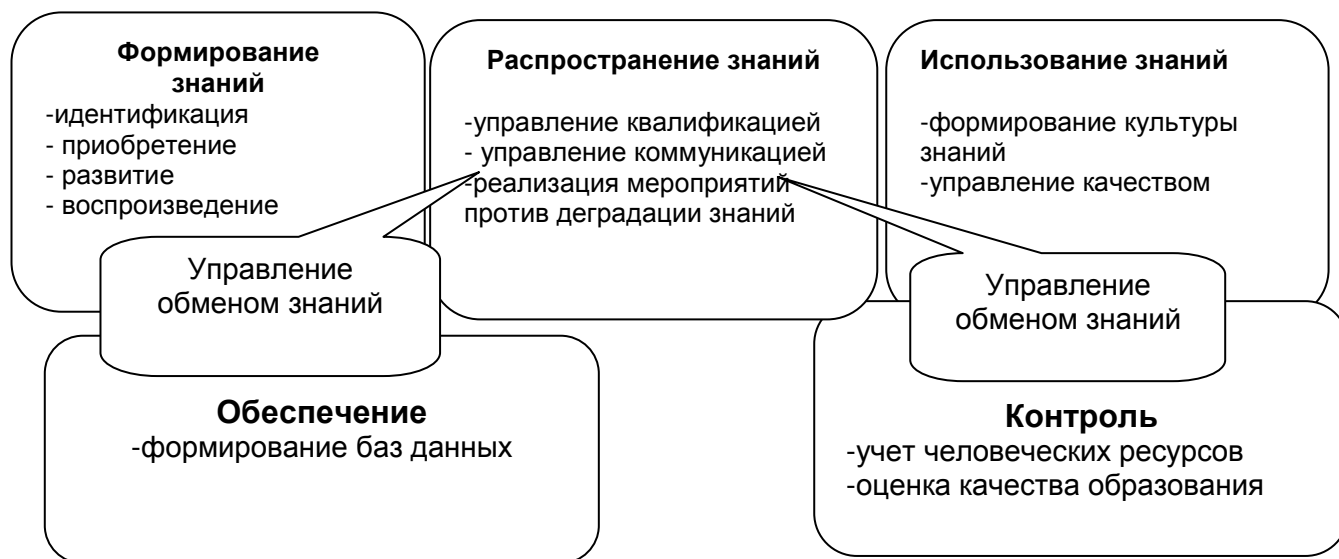 Формирование
знаний
-идентификация
- приобретение
- развитие
- воспроизведение
Распространение знаний
-управление квалификацией
- управление коммуникацией
-реализация мероприятий
против деградации знаний
Использование знаний
-формирование культуры
знаний
-управление качеством
Управление
обменом знаний
Управление
обменом знаний
Обеспечение
-формирование баз данных
Контроль
-учет человеческих ресурсов
-оценка качества образования